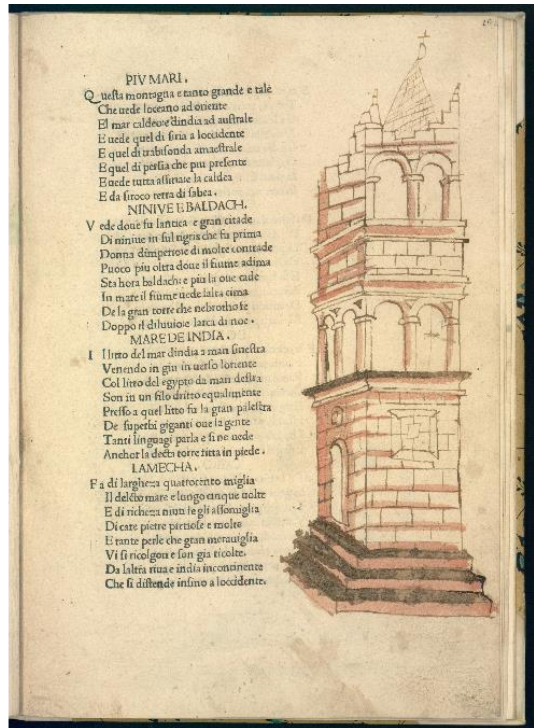 PIV MARI.
Questa montagna e tanto grande e tale
Che uede loceano ad oriente
El mar caldeo e dindia ad australe
E uede quel di siria a loccidente
E quel di trabisonda amaestrale
E quel di persia che piu presente
E uede tutta assiriae la caldea
E da siroco terra di sabea.
NINIVE E BALDACH.
Vede doue fu lantica e gran citade
Di niniue in sul tigris che fu prima
Donna dimperioe di molte contrade
Puoco piu oltra doue il fiume adima
Sta hora baldach: e piu la oue cade
In mare il fiume uede lalta cima
De la gran torre che nebrotho fe
Doppo il diluuioe larca di noe.
MARE DE INDIA.
Il lito del mar dindia a man sinestra
Venendo in giu in uerso loriente
Col lito del egypto da man destra
Son in un filo dritto equalmente
Presso a quel litto fu la gran palestra
De superbi giganti oue la gente
Tanti linguagi parla e si ne uede
Anchor la decta torre fitta in piede.
LAMECHA.
Fa di largheza quatrocento miglia
Il decto mare e longo cinque uolte
E di richeza niun se gli assomiglia
Di care pietre pretiose e molte
E tante perle che gran merauiglia
Vi si ricolgon e son gia ricolte.
Da laltra riua e india incontinente
Che si distende insino a loccidente.